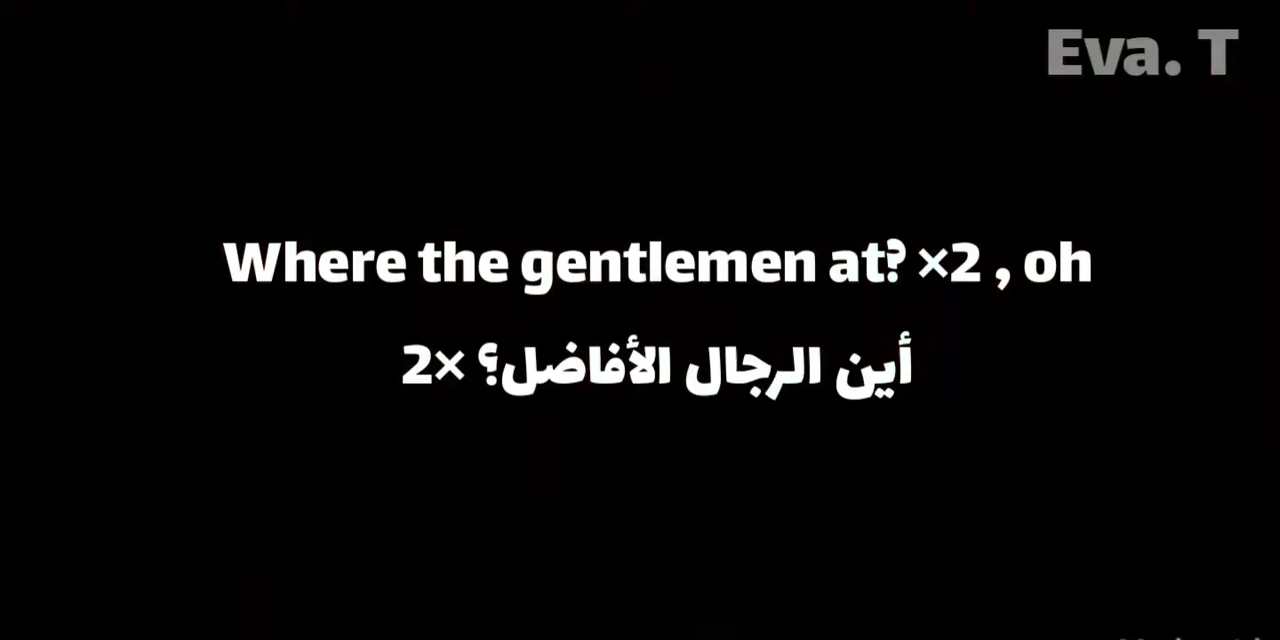 Eva. T
Where the gentlemen at? ×2 , oh
أين الرجال الأفاضل؟ ×2